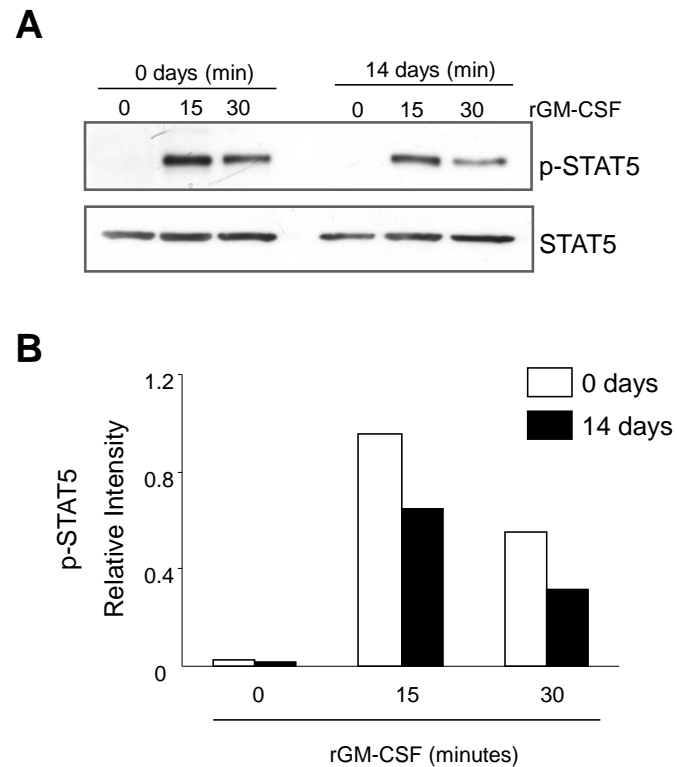 A
0 days (min)
14 days (min)
0 15 30 0 15 30 rGM-CSF
p-STAT5
STAT5
B
p-STAT5
Relative Intensity
1.2
0.8
0.4
0
0 days
14 days
0 15 30
rGM-CSF (minutes)